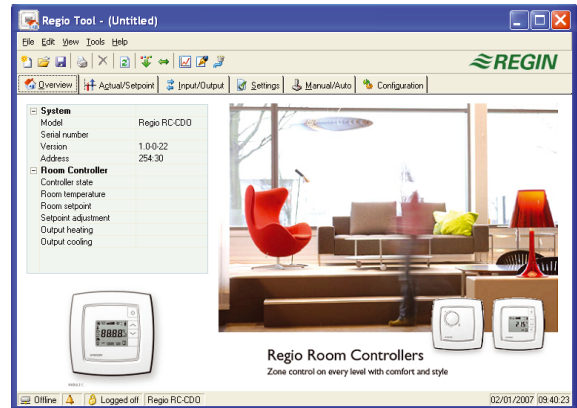 Regio Tool - (Untitled)
File Edit View Tools Help
REGIN
Overview Actual/Setpoint Input/Output Settings Manual/Auto Configuration
System
Model Regio RC-CDO
Serial number
Version 1.0-0-22
Address 254:30
Room Controller
Controller state
Room temperature
Room setpoint
Setpoint adjustment
Output heating
Output cooling
Regio Room Controllers
Zone control on every level with comfort and style
Offline Logged off Regio RC-CDO 02/01/2007 09:40:23